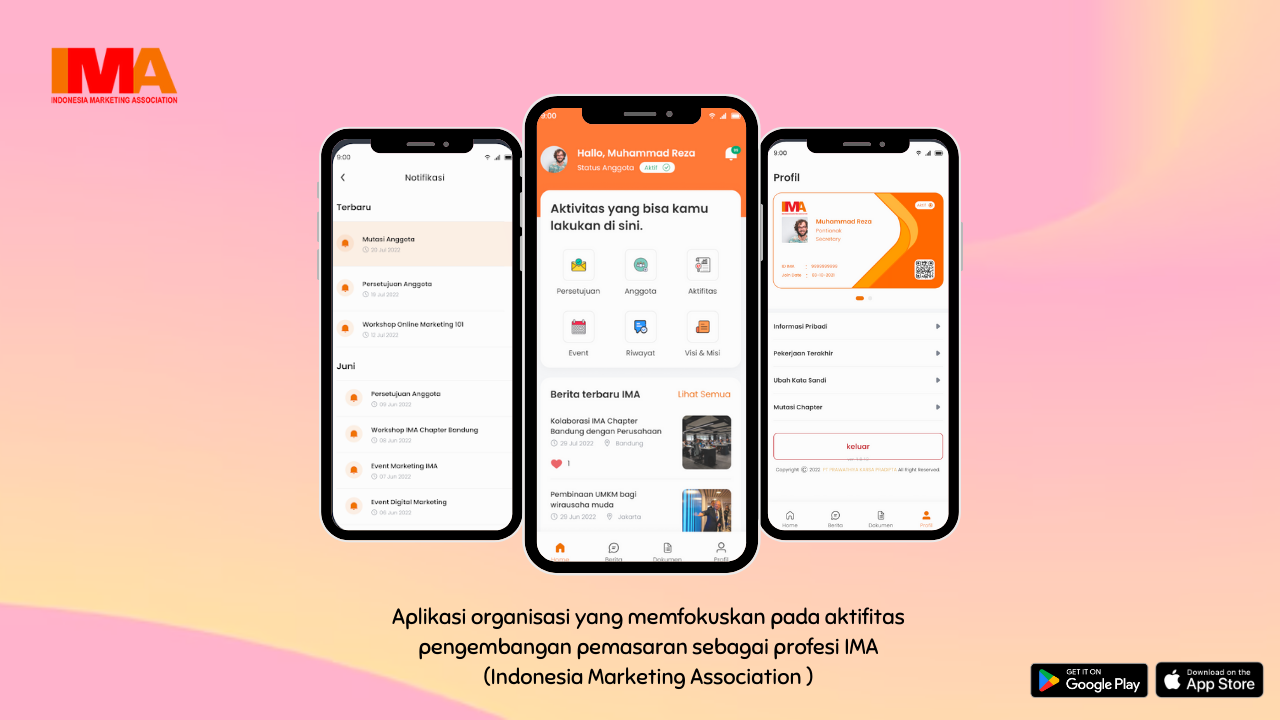 IMA
INDONESIA MARKETING ASSOCIATION
9:00
Notifikasi
Terbaru
Mutasi Anggota
20 Jul 2022
Persetujuan Anggota
19 Jul 2022
Workshop Online Marketing 101
12 Jul 2022
Juni
Persetujuan Anggota
09 Jun 2022
Workshop IMA Chapter Bandung
08 Jun 2022
Event Marketing IMA
07 Jun 2022
Event Digital Marketing
06 Jun 2022
9:00
Hallo, Muhammad Reza
Status Anggota Aktif
Aktivitas yang bisa kamu
lakukan di sini.
Persetujuan Anggota Aktifitas
Event Riwayat Visi & Misi
Berita terbaru IMA Lihat Semua
Kolaborasi IMA Chapter
Bandung dengan Perusahaan
29 Jul 2022 Bandung
1
Pembinaan UMKM bagi
wirausaha muda
29 Jun 2022 Jakarta
Home Berita Dokumen Profil
9:00
Profil
IMA
Muhammad Reza
Pontianak
Secretary
Join Date :
Informasi Pribadi
Pekerjaan Terakhir
Ubah Kata Sandi
Mutasi Chapter
keluar
Copyright © 2022 All Right Reserved.
Home Berita Dokumen Profil
Aplikasi organisasi yang memfokuskan pada aktifitas
pengembangan pemasaran sebagai profesi IMA
(Indonesia Marketing Association )
GET IT ON
Google Play
Download on the
App Store